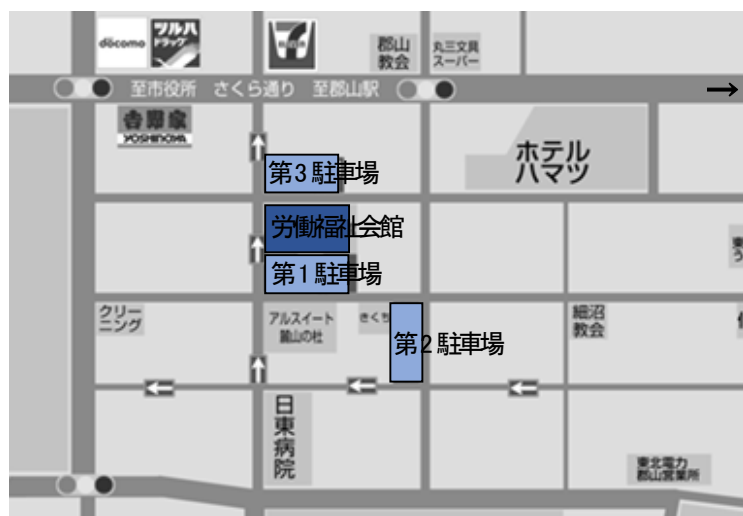 döcomo
ツルハ
ドラッグ
郡山
教会
丸三文具
スーパー
至市役所 さくら通り 至郡山駅
→
吉野家
YOSHINOYA
ホテル
ハマツ
第3駐車場
労働福祉会館
第1駐車場
クリー
ニング
アルスイート
麓山の杜
きくち
第2駐車場
細沼
教会
日東病院
東北電力
郡山営業所